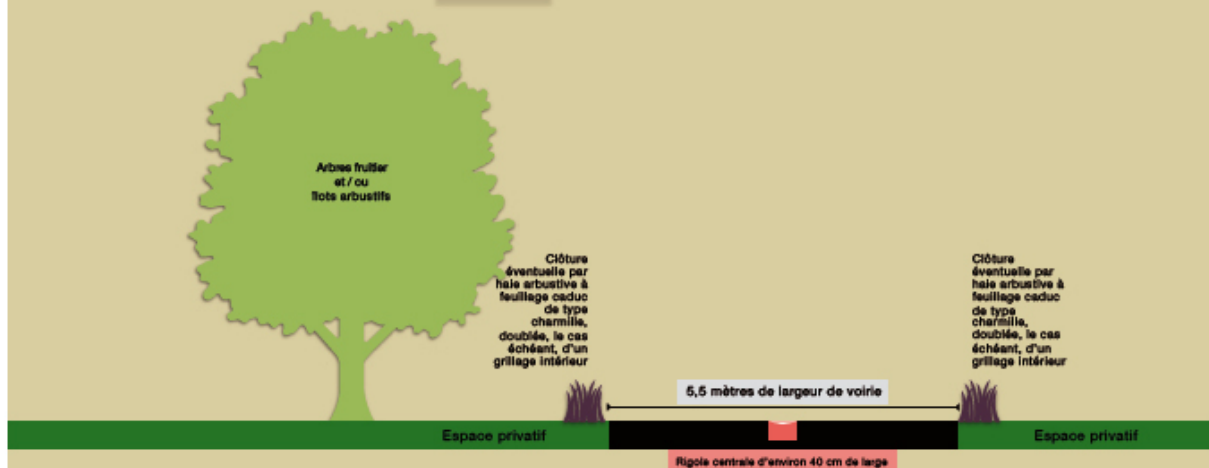 Arbres fruitier
et / ou
îlots arbustifs
Clôture
éventuelle par
haie arbustive à
feuillage caduc
de type
charmille,
doublée, le cas
échéant, d'un
grillage intérieur
Clôture
éventuelle par
haie arbustive à
feuillage caduc
de type
charmille,
doublée, le cas
échéant, d'un
grillage intérieur
5,5 mètres de largeur de voirie
Espace privatif
Espace privatif
Rigole centrale d'environ 40 cm de large